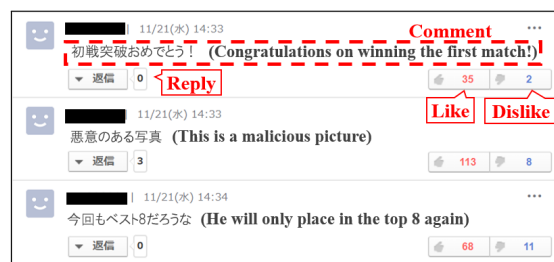 | 11/21(水) 14:33
Comment
...
初戦突破おめでとう！ (Congratulations on winning the first match!)
返信 0
Reply
35 2
Like Dislike
11/21(水) 14:33
...
悪意のある写真 (This is a malicious picture)
返信 3
113 8
| 11/21(水) 14:34
...
今回もベスト8だろうな (He will only place in the top 8 again)
返信 0
68 11